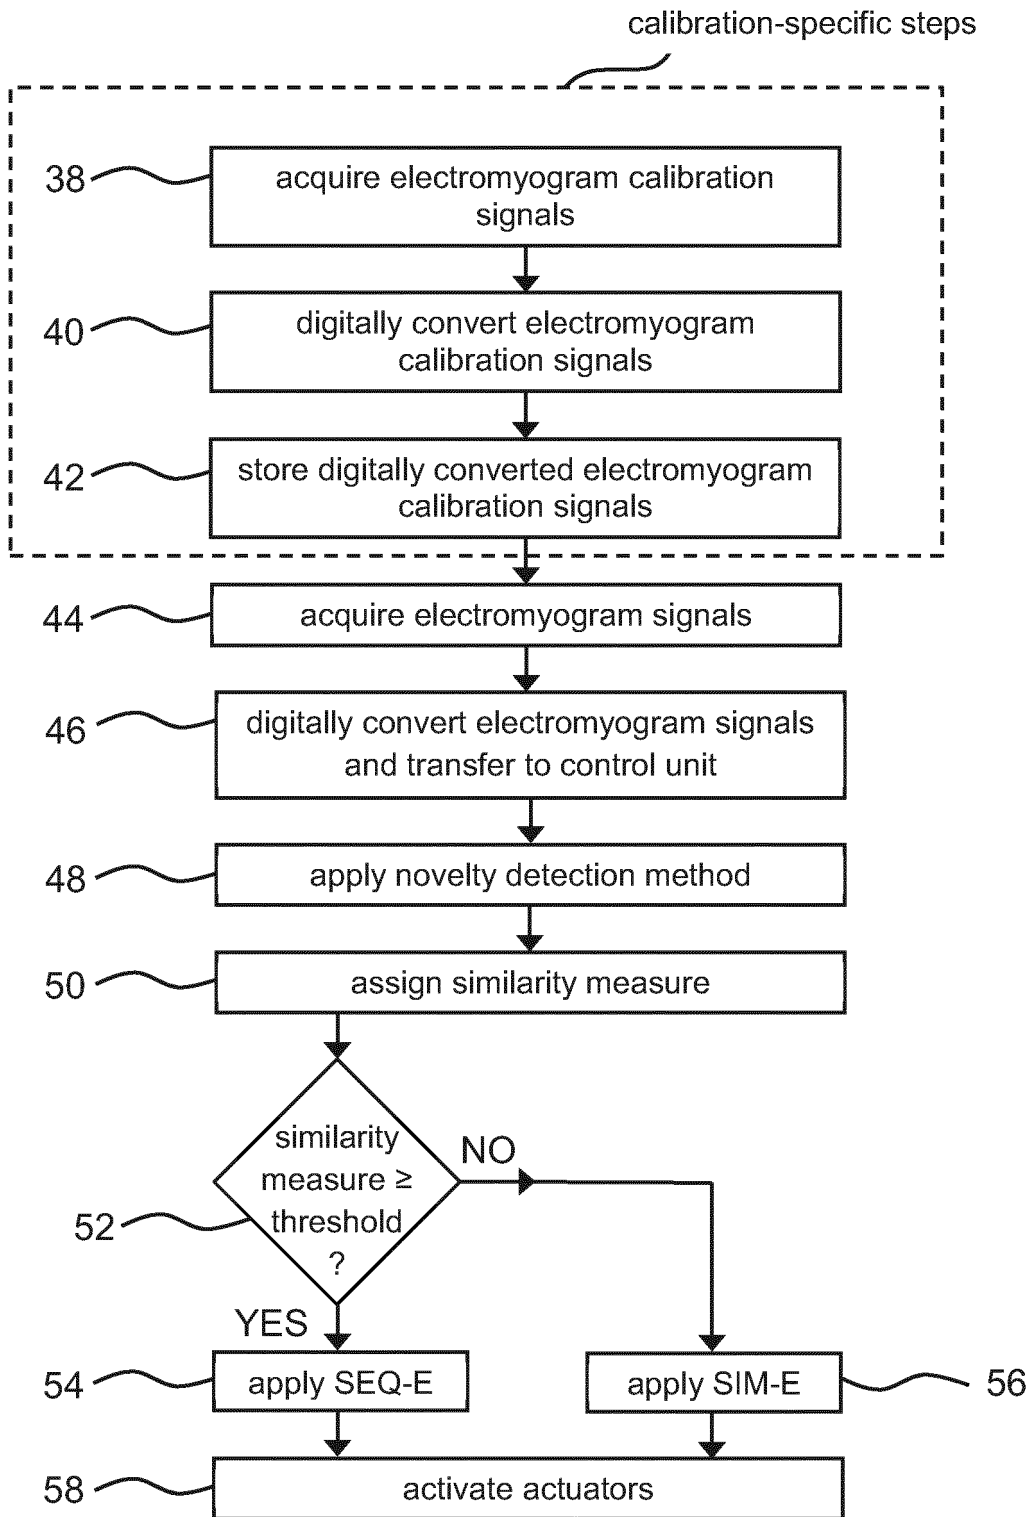 calibration-specific steps
38
acquire electromyogram calibration
signals
40
digitally convert electromyogram
calibration signals
42
store digitally converted electromyogram
calibration signals
44
acquire electromyogram signals
46
digitally convert electromyogram signals
and transfer to control unit
48
apply novelty detection method
50
assign similarity measure
52
similarity
measure ≥
threshold
?
NO
YES
54
apply SEQ-E
apply SIM-E
56
58
activate actuators